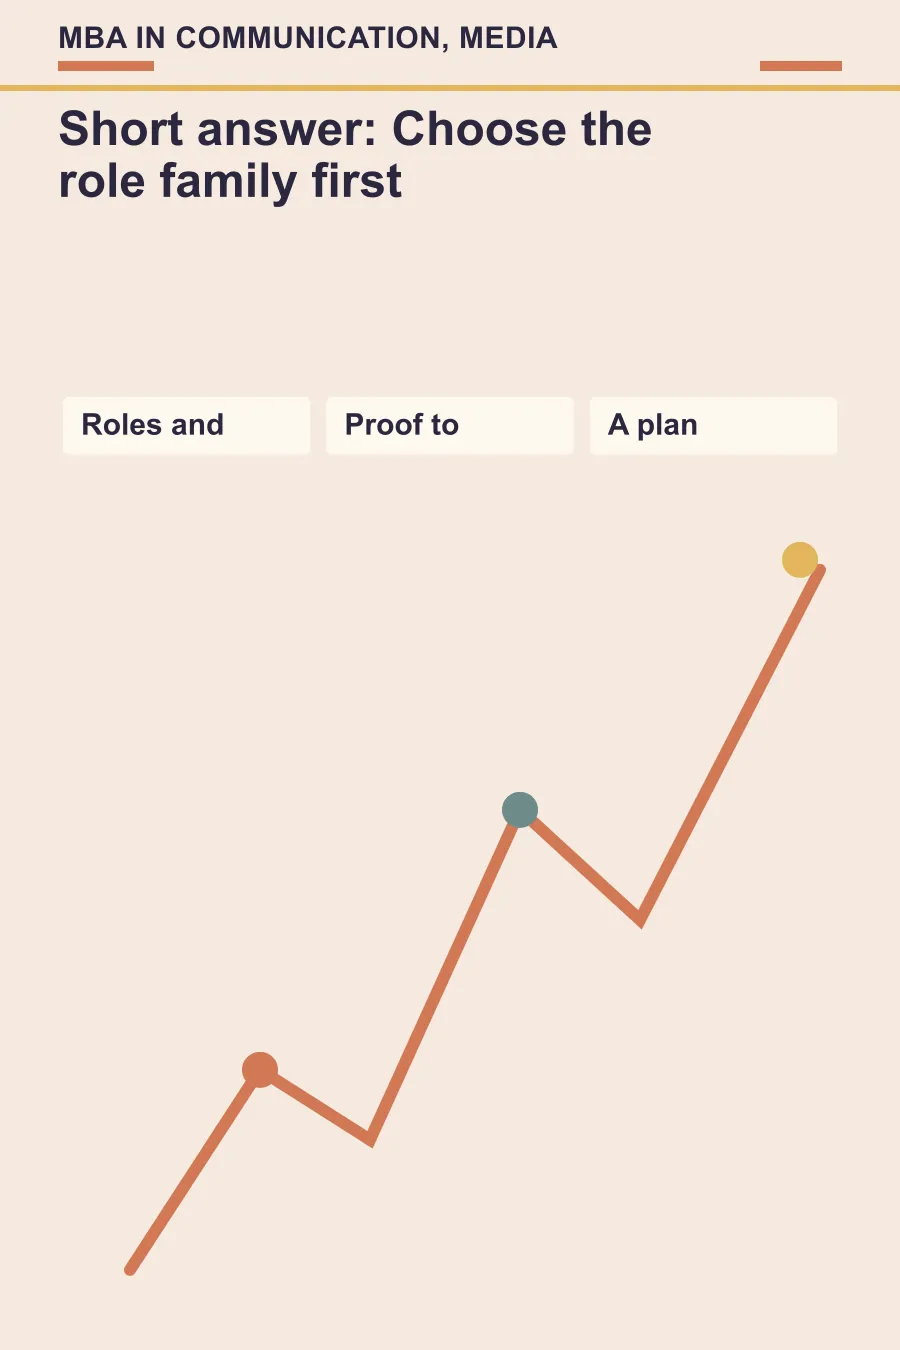 MBA IN COMMUNICATION, MEDIA
Short answer: Choose the
role family first
Roles and
Proof to
A plan